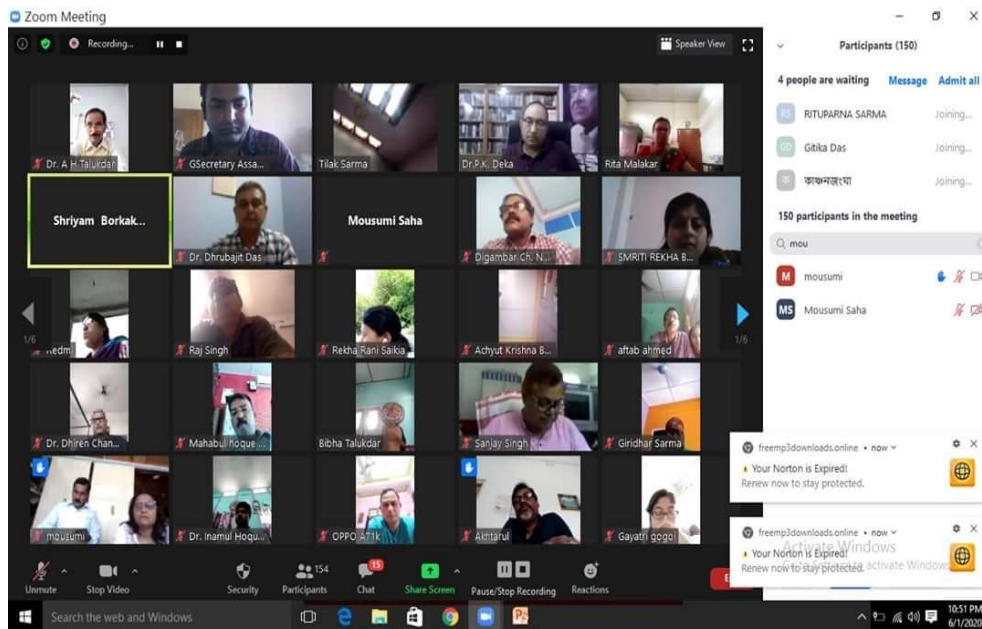 Zoom Meeting
Recording...
Speaker View
Participants (150)
4 people are waiting Message Admit all
RS RITUPARNA SARMA Joining...
GD Gitika Das Joining...
ক কাঞ্চনজংঘা Joining...
150 participants in the meeting
mou
M mousumi
MS Mousumi Saha
Dr. A H Talukdar
GSecretary Assa...
Tilak Sarma
Dr.P.K. Deka
Rita Malakar
Shriyam Borkak...
Dr. Dhrubajit Das
Mousumi Saha
Digambar Ch. N...
SMRITI REKHA B...
1/6
Raj Singh
Rekha Rani Saikia
Achyut Krishna B...
aftab ahmed
1/6
Dr. Dhiren Chan...
Mahabul hoque ...
Bibha Talukdar
Sanjay Singh
Giridhar Sarma
mousumi
Dr. Inamul Hoqu...
OPPO A71k
Akhtarul
Gayatri gogoi
freemp3downloads.online • now
Your Norton is Expired!
Renew now to stay protected.
freemp3downloads.online • now
Activate Windows
Your Norton is Expired!
Renew now to stay protected.
activate Windows
Unmute
Stop Video
Security
154
Participants
15
Chat
Share Screen
Pause/Stop Recording
Reactions
Search the web and Windows
10:51 PM
6/1/2020